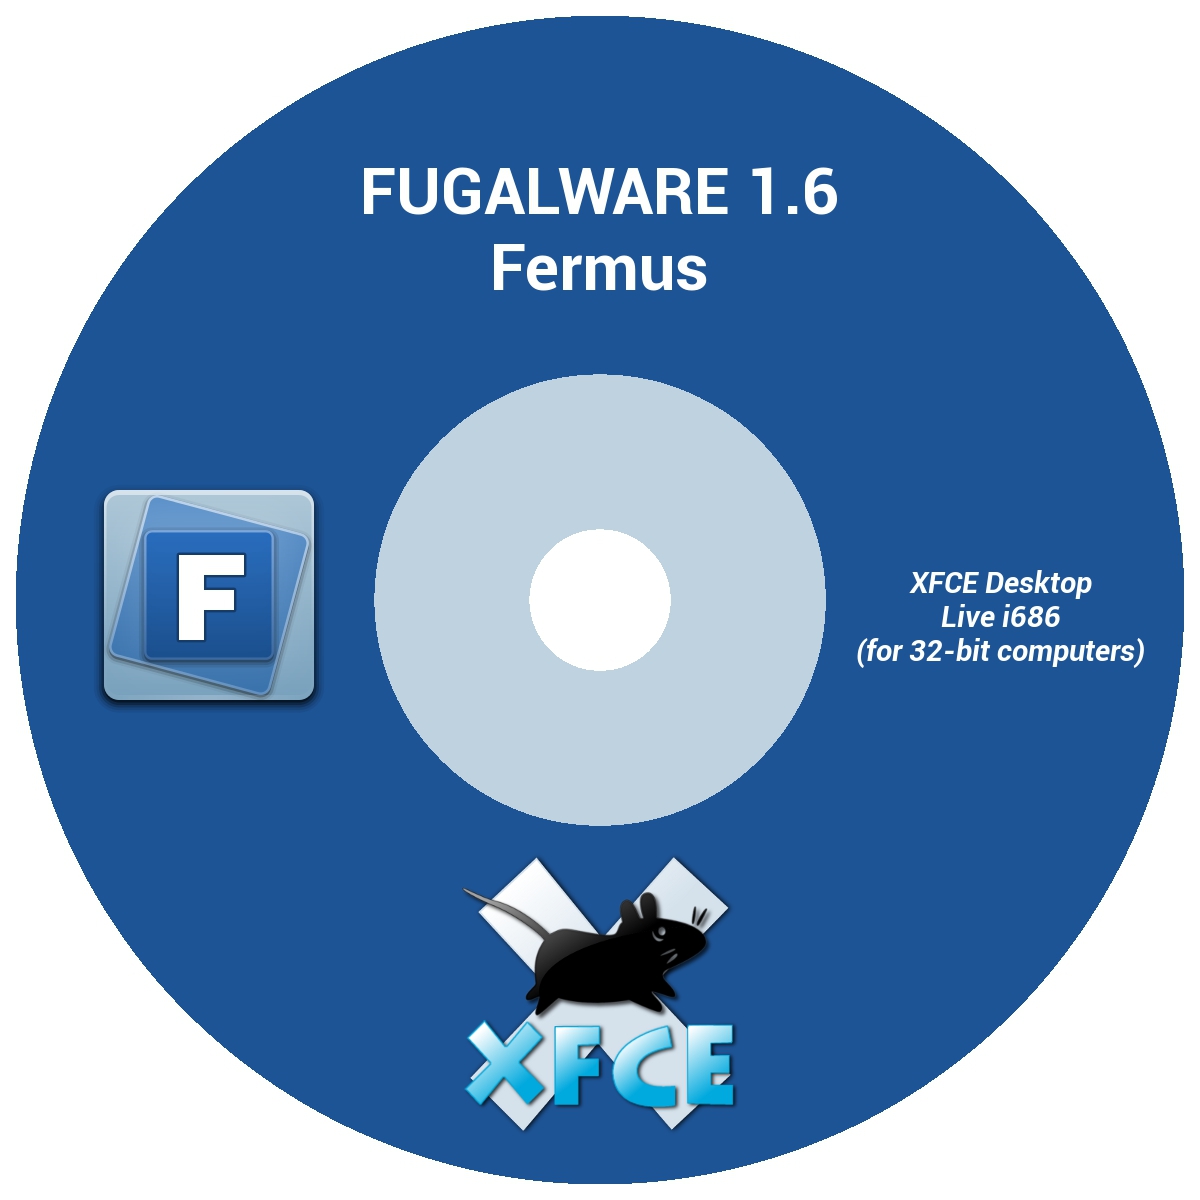 FUGALWARE 1.6
Fermus
F
XFCE Desktop
Live i686
(for 32-bit computers)
XFCE